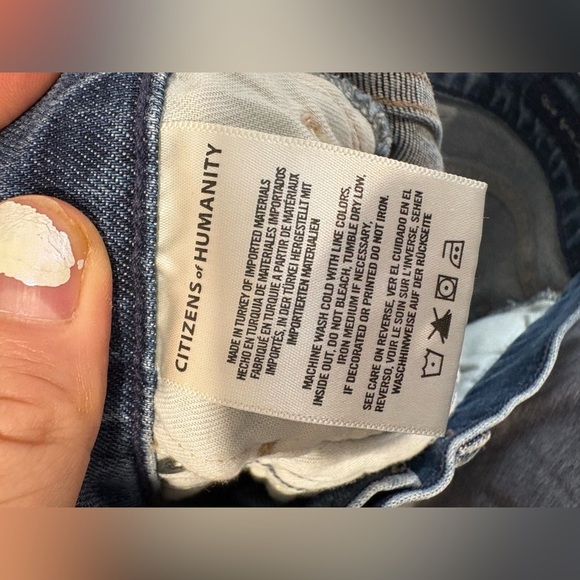 CITIZENS of HUMANITY
MADE IN TURKEY OF IMPORTED MATERIALS
HECHO EN TURQUIA DE MATERIALES IMPORTADOS
FABRIQUÉ EN TURQUIE À PARTIR DE MATÉRIAUX
IMPORTÉS, IN DER TÜRKEI HERGESTELLT MIT
IMPORTIERTEN MATERIALIEN
MACHINE WASH COLD WITH LIKE COLORS,
INSIDE OUT, DO NOT BLEACH, TUMBLE DRY LOW,
IRON MEDIUM IF NECESSARY.
IF DECORATED OR PRINTED DO NOT IRON.
SEE CARE ON REVERSE, VER EL CUIDADO EN EL
REVERSO, VOIR LE SOIN SUR L'INVERSE, SEHEN
WASCHHINWEISE AUF DER RÜCKSEITE